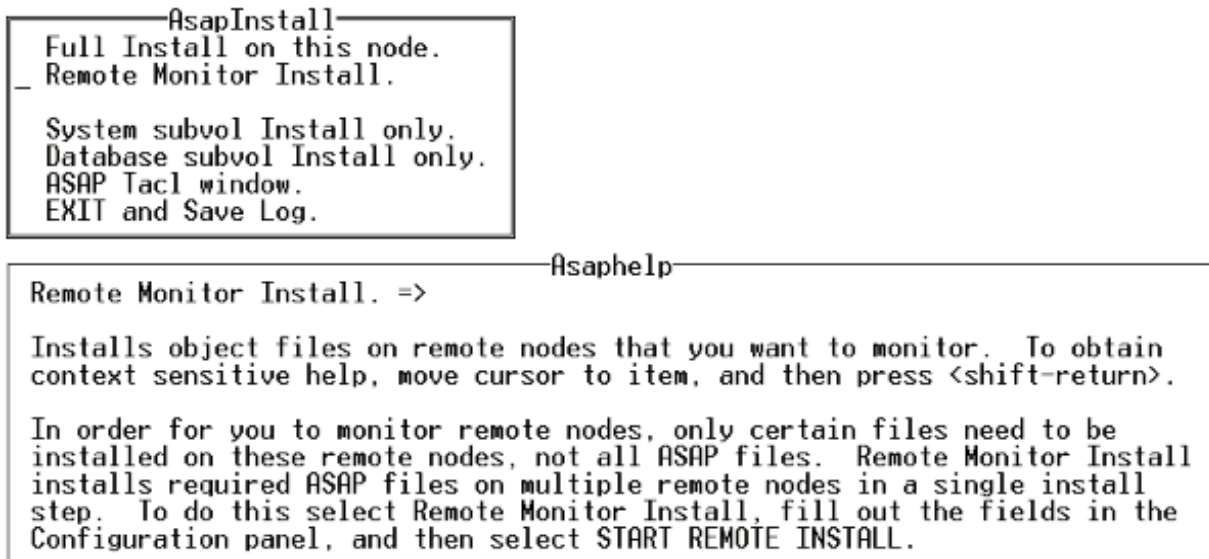 AsapInstall
Full Install on this node.
_ Remote Monitor Install.
System subvol Install only.
Database subvol Install only.
ASAP Tacl window.
EXIT and Save Log.
Asaphelp
Remote Monitor Install. =>
Installs object files on remote nodes that you want to monitor.  To obtain
context sensitive help, move cursor to item, and then press <shift-return>.
In order for you to monitor remote nodes, only certain files need to be
installed on these remote nodes, not all ASAP files.  Remote Monitor Install
installs required ASAP files on multiple remote nodes in a single install
step.  To do this select Remote Monitor Install, fill out the fields in the
Configuration panel, and then select START REMOTE INSTALL.